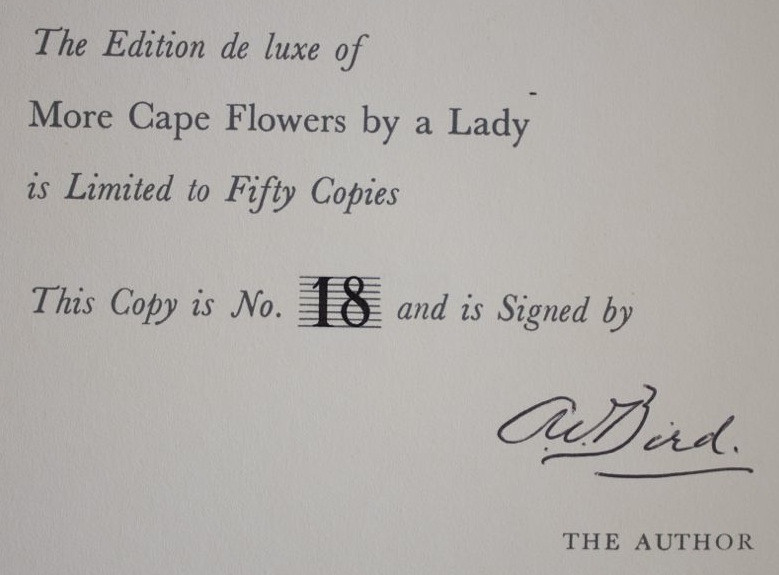 The Edition de luxe of
More Cape Flowers by a Lady
is Limited to Fifty Copies
This Copy is No. 18 and is Signed by
A.W. Bird.
THE AUTHOR